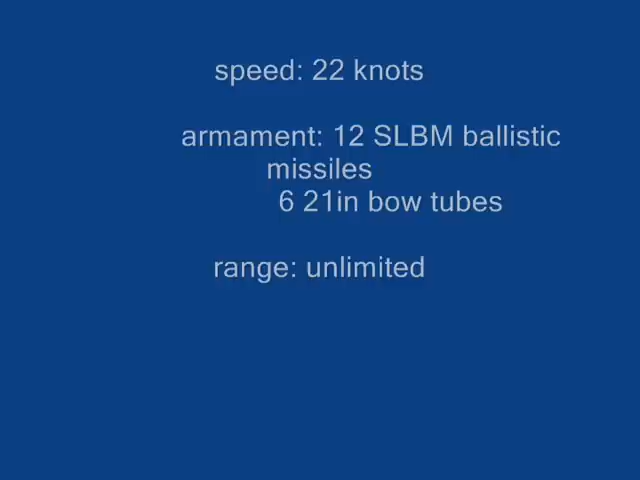 speed: 22 knots
armament: 12 SLBM ballistic
missiles
6 21in bow tubes
range: unlimited